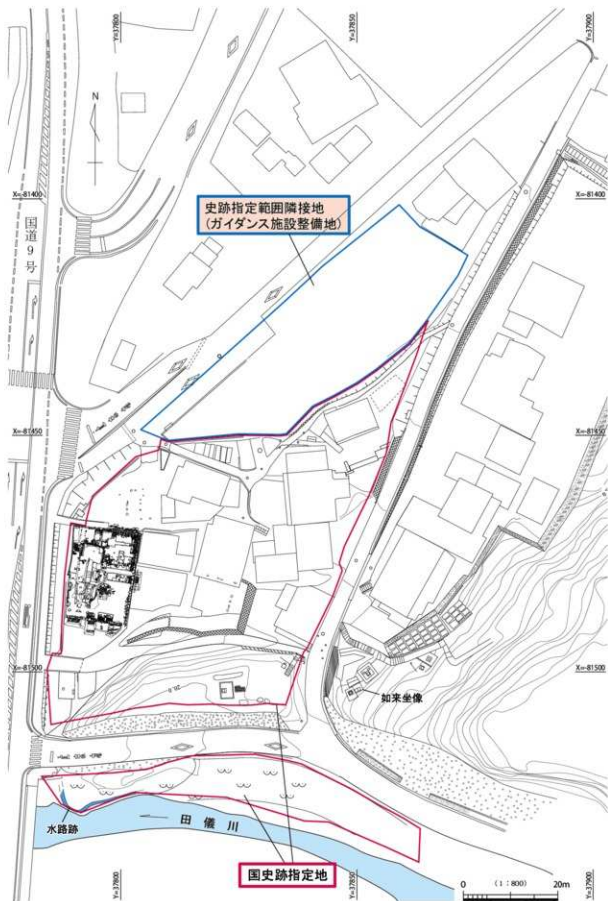 Y=37800
Y=37850
Y=37900
N
X=-81400
X=-81400
国道9号
史跡指定範囲隣接地
(ガイダンス施設整備地)
X=-81450
X=-81450
X=-81500
X=-81500
20.0
如来坐像
水路跡
田儀川
国史跡指定地
0 (1:800) 20m
Y=37800
Y=37850
Y=37900